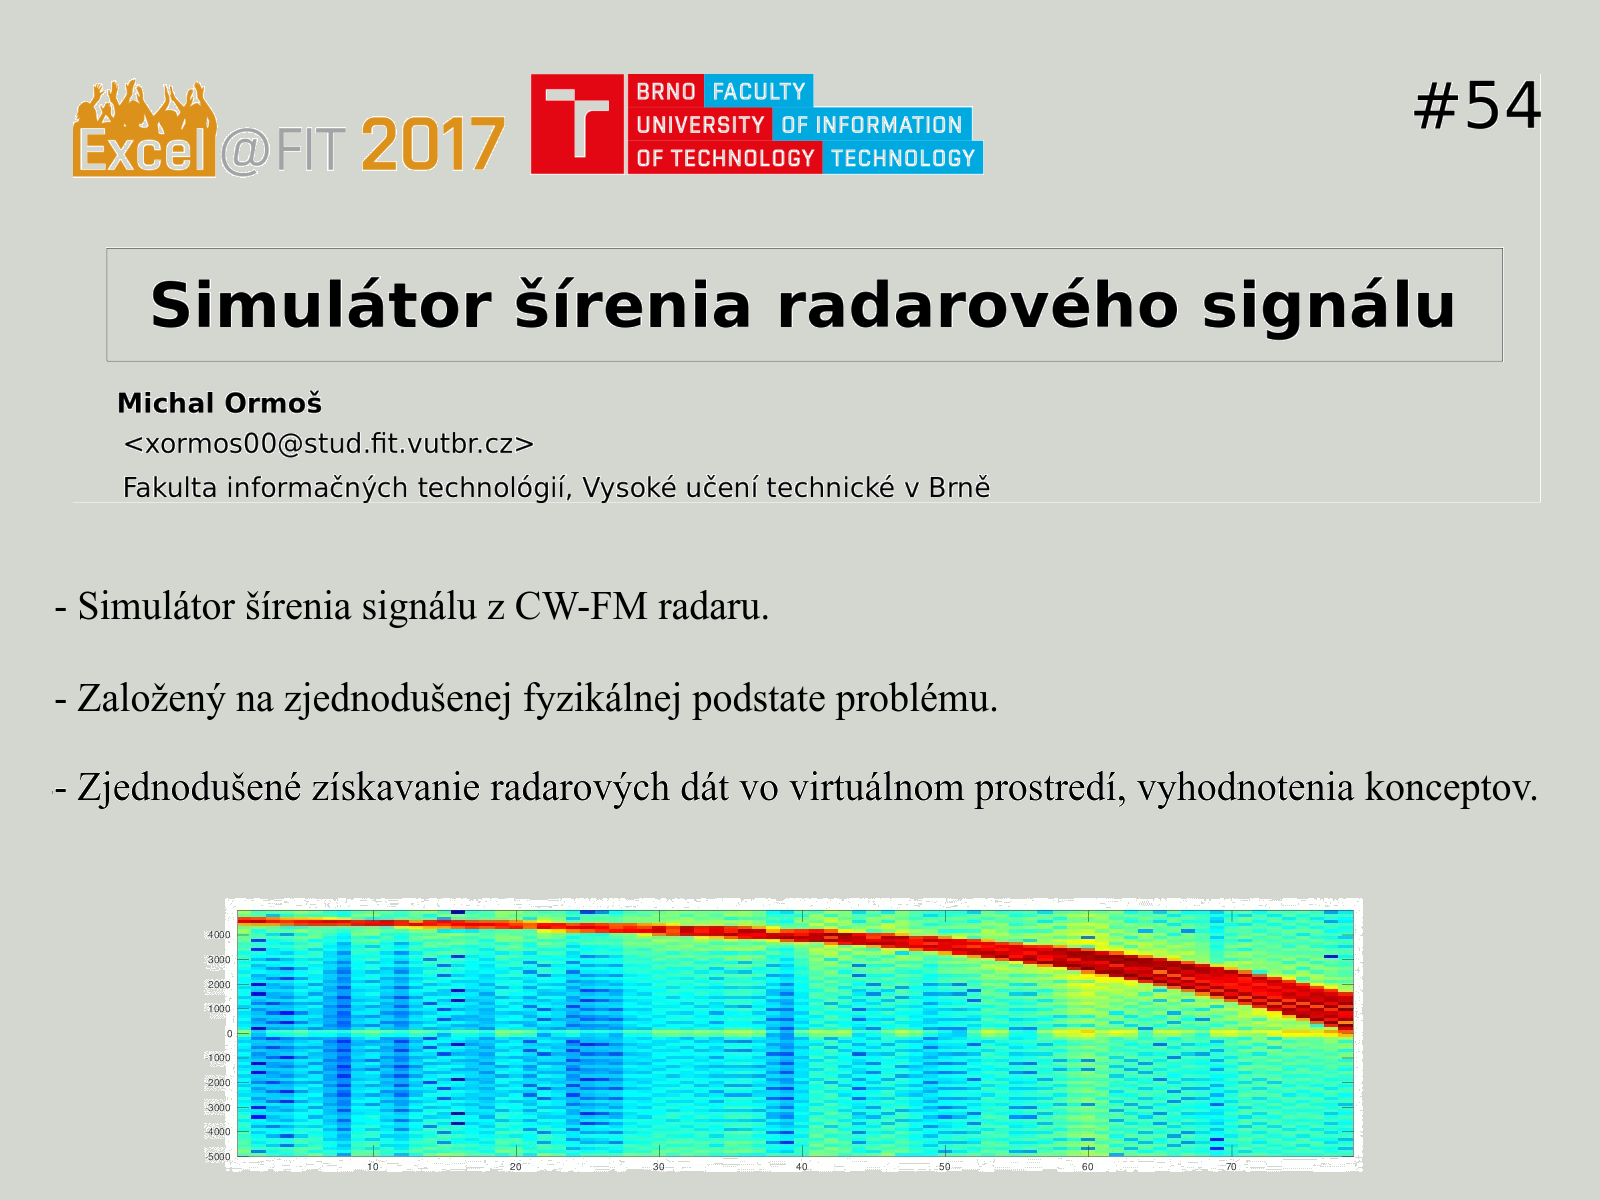 Excel@FIT 2017
BRNO FACULTY
UNIVERSITY OF INFORMATION
OF TECHNOLOGY TECHNOLOGY
#54
Simulátor šírenia radarového signálu
Michal Ormoš
<xormos00@stud.fit.vutbr.cz>
Fakulta informačných technológií, Vysoké učení technické v Brně
- Simulátor šírenia signálu z CW-FM radaru.
- Založený na zjednodušenej fyzikálnej podstate problému.
- Zjednodušené získavanie radarových dát vo virtuálnom prostredí, vyhodnotenia konceptov.
4000
3000
2000
1000
0
-1000
-2000
-3000
-4000
-5000
10 20 30 40 50 60 70